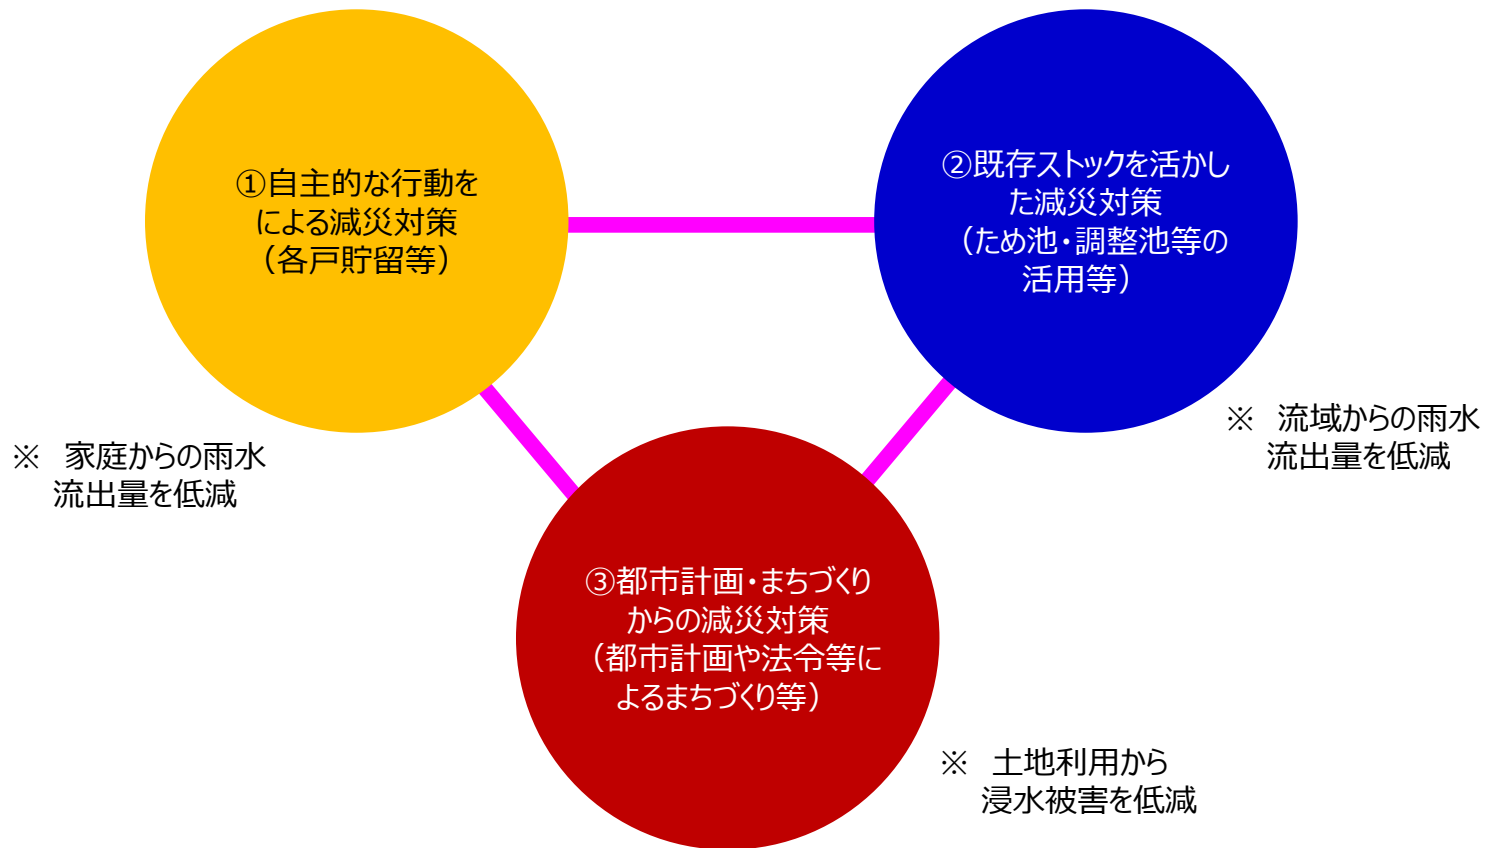 ①自主的な行動を
による減災対策
（各戸貯留等）
②既存ストックを活かし
た減災対策
（ため池・調整池等の
活用等）
※　家庭からの雨水
流出量を低減
※　流域からの雨水
流出量を低減
③都市計画・まちづくり
からの減災対策
（都市計画や法令等に
よるまちづくり等）
※　土地利用から
浸水被害を低減